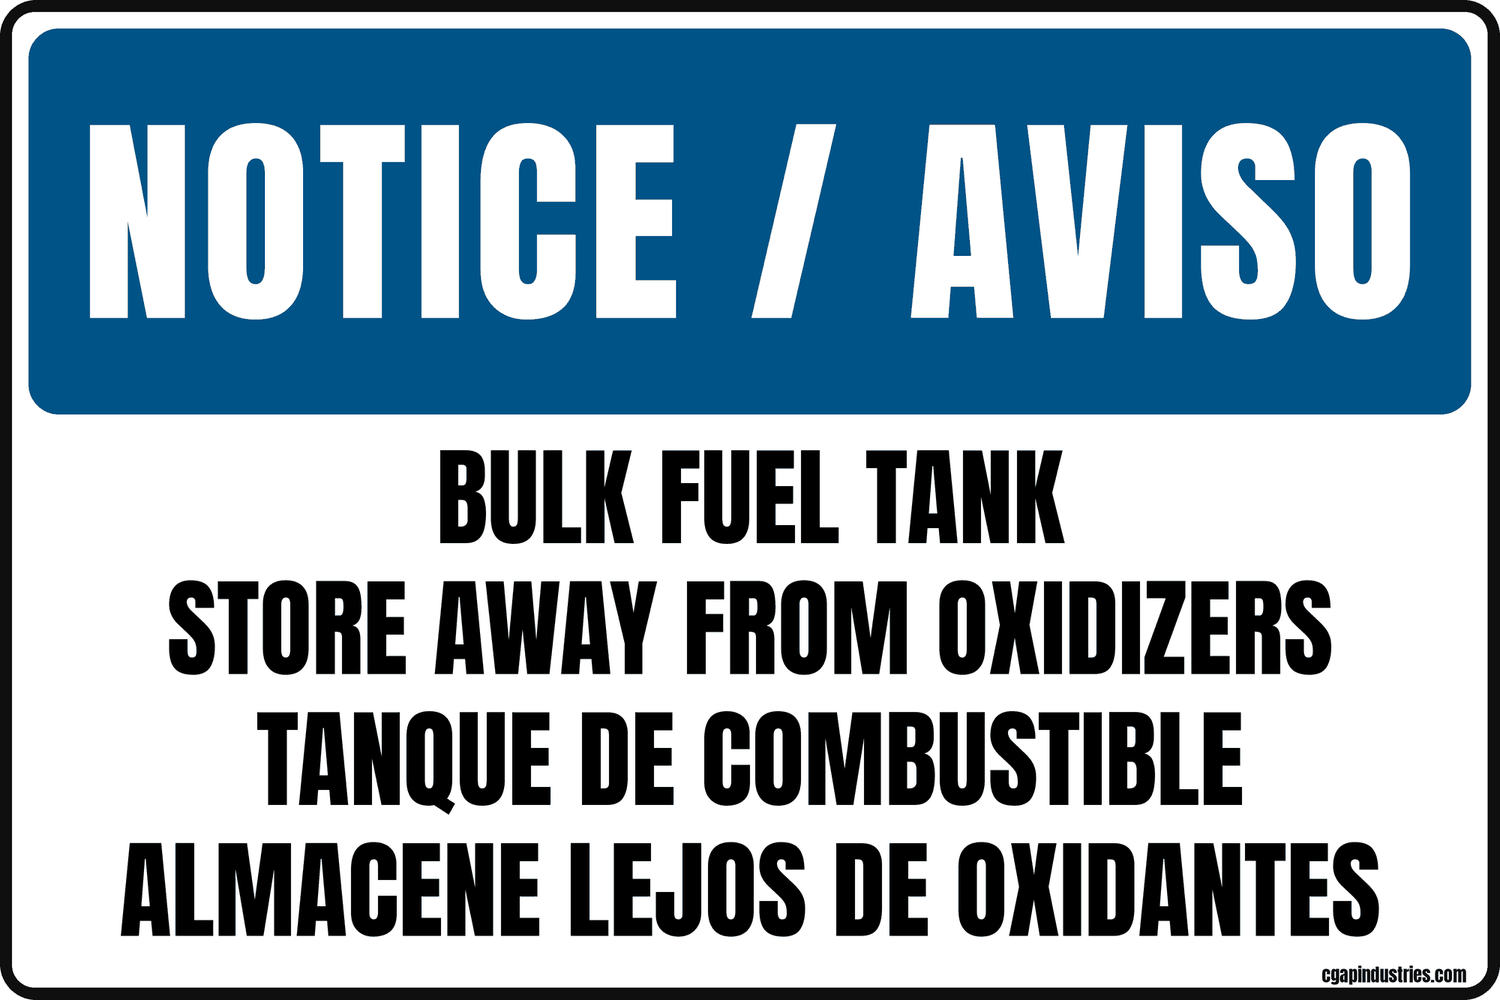 NOTICE / AVISO
BULK FUEL TANK
STORE AWAY FROM OXIDIZERS
TANQUE DE COMBUSTIBLE
ALMACENE LEJOS DE OXIDANTES
cgapindustries.com